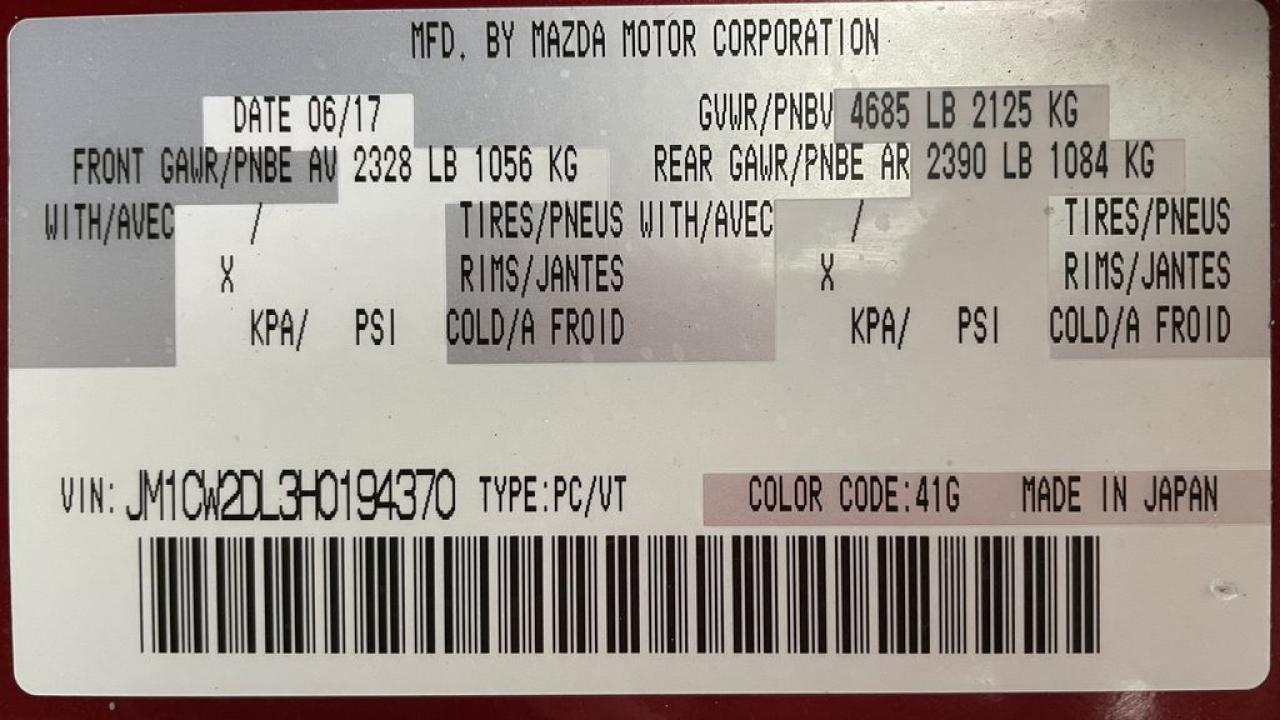 MFD. BY MAZDA MOTOR CORPORATION
DATE 06/17 GVWR/PNBV 4685 LB 2125 KG
FRONT GAWR/PNBE AV 2328 LB 1056 KG REAR GAWR/PNBE AR 2390 LB 1084 KG
WITH/AVEC / TIRES/PNEUS WITH/AVEC / TIRES/PNEUS
X RIMS/JANTES X RIMS/JANTES
KPA/ PSI COLD/A FROID KPA/ PSI COLD/A FROID
VIN: JM1CW2DL3H0194370 TYPE:PC/VT COLOR CODE:41G MADE IN JAPAN